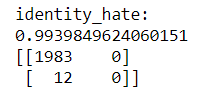 identity_hate:
0.9939849624060151
[[1983    0]
 [  12    0]]